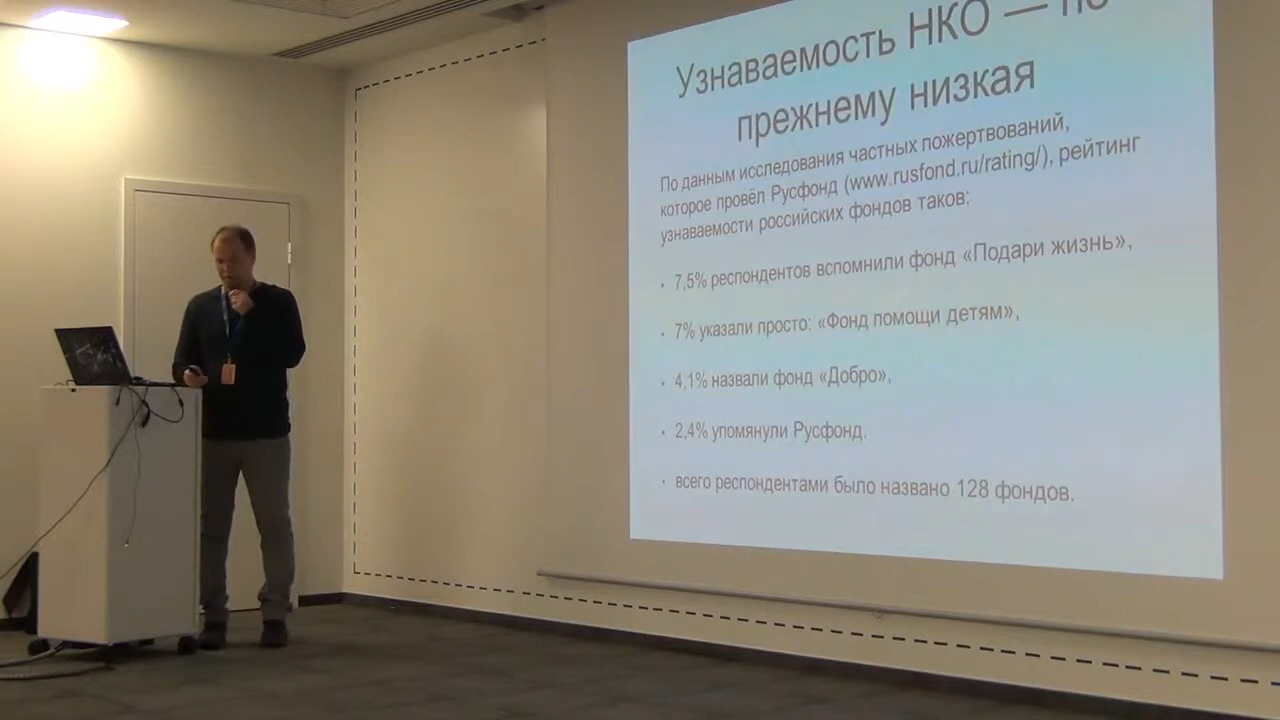 Узнаваемость НКО — по
прежнему низкая
По данным исследования частных пожертвований,
которое провёл Русфонд (www.rusfond.ru/rating/), рейтинг
узнаваемости российских фондов таков:
• 7,5% респондентов вспомнили фонд «Подари жизнь»,
• 7% указали просто: «Фонд помощи детям»,
• 4,1% назвали фонд «Добро»,
• 2,4% упомянули Русфонд.
• всего респондентами было названо 128 фондов.